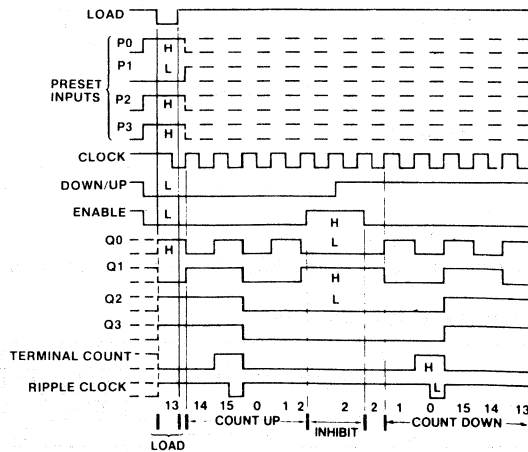 LOAD
P0 H
P1 L
PRESET INPUTS
P2 H
P3 H
CLOCK
DOWN/UP L
ENABLE L H
Q0 H L
Q1 H
Q2 L
Q3
TERMINAL COUNT H
RIPPLE CLOCK L
13 14 15 0 1 2 2 2 1 0 15 14 13
COUNT UP INHIBIT COUNT DOWN
LOAD